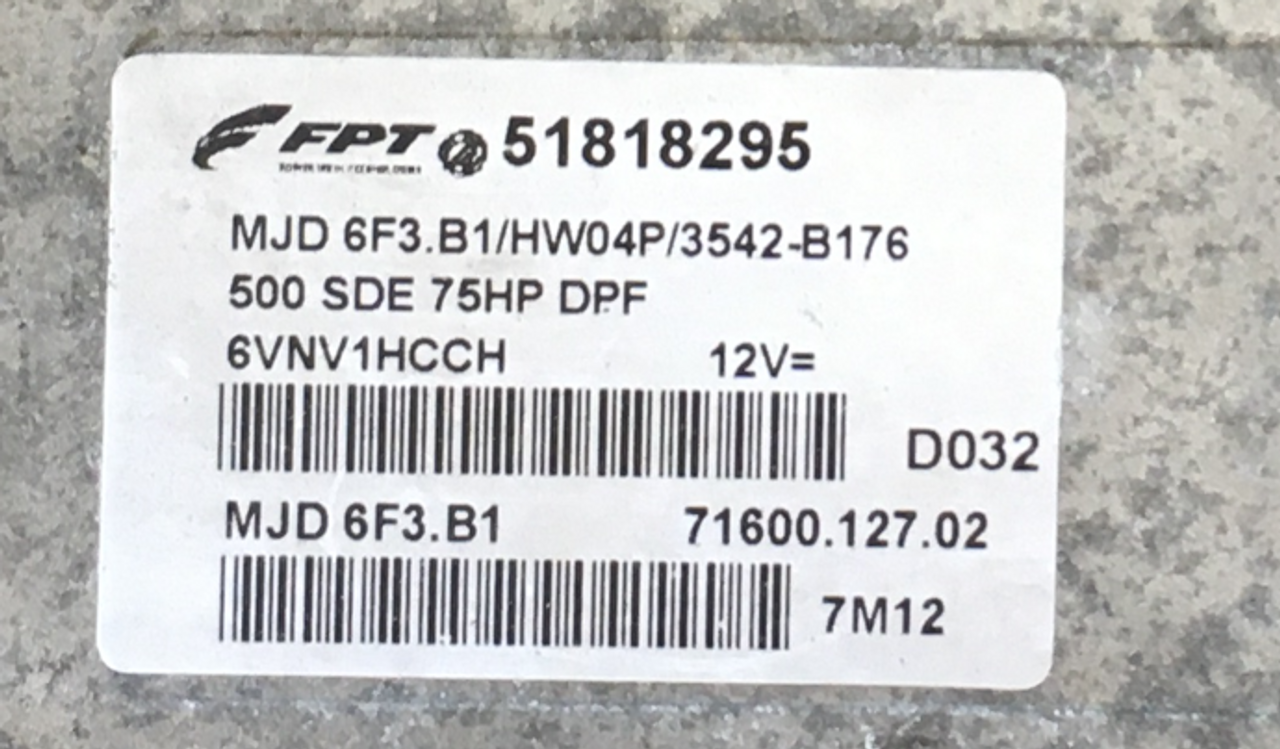 FPT 51818295
MJD 6F3.B1/HW04P/3542-B176
500 SDE 75HP DPF
6VNV1HCCH 12V=
D032
MJD 6F3.B1 71600.127.02
7M12